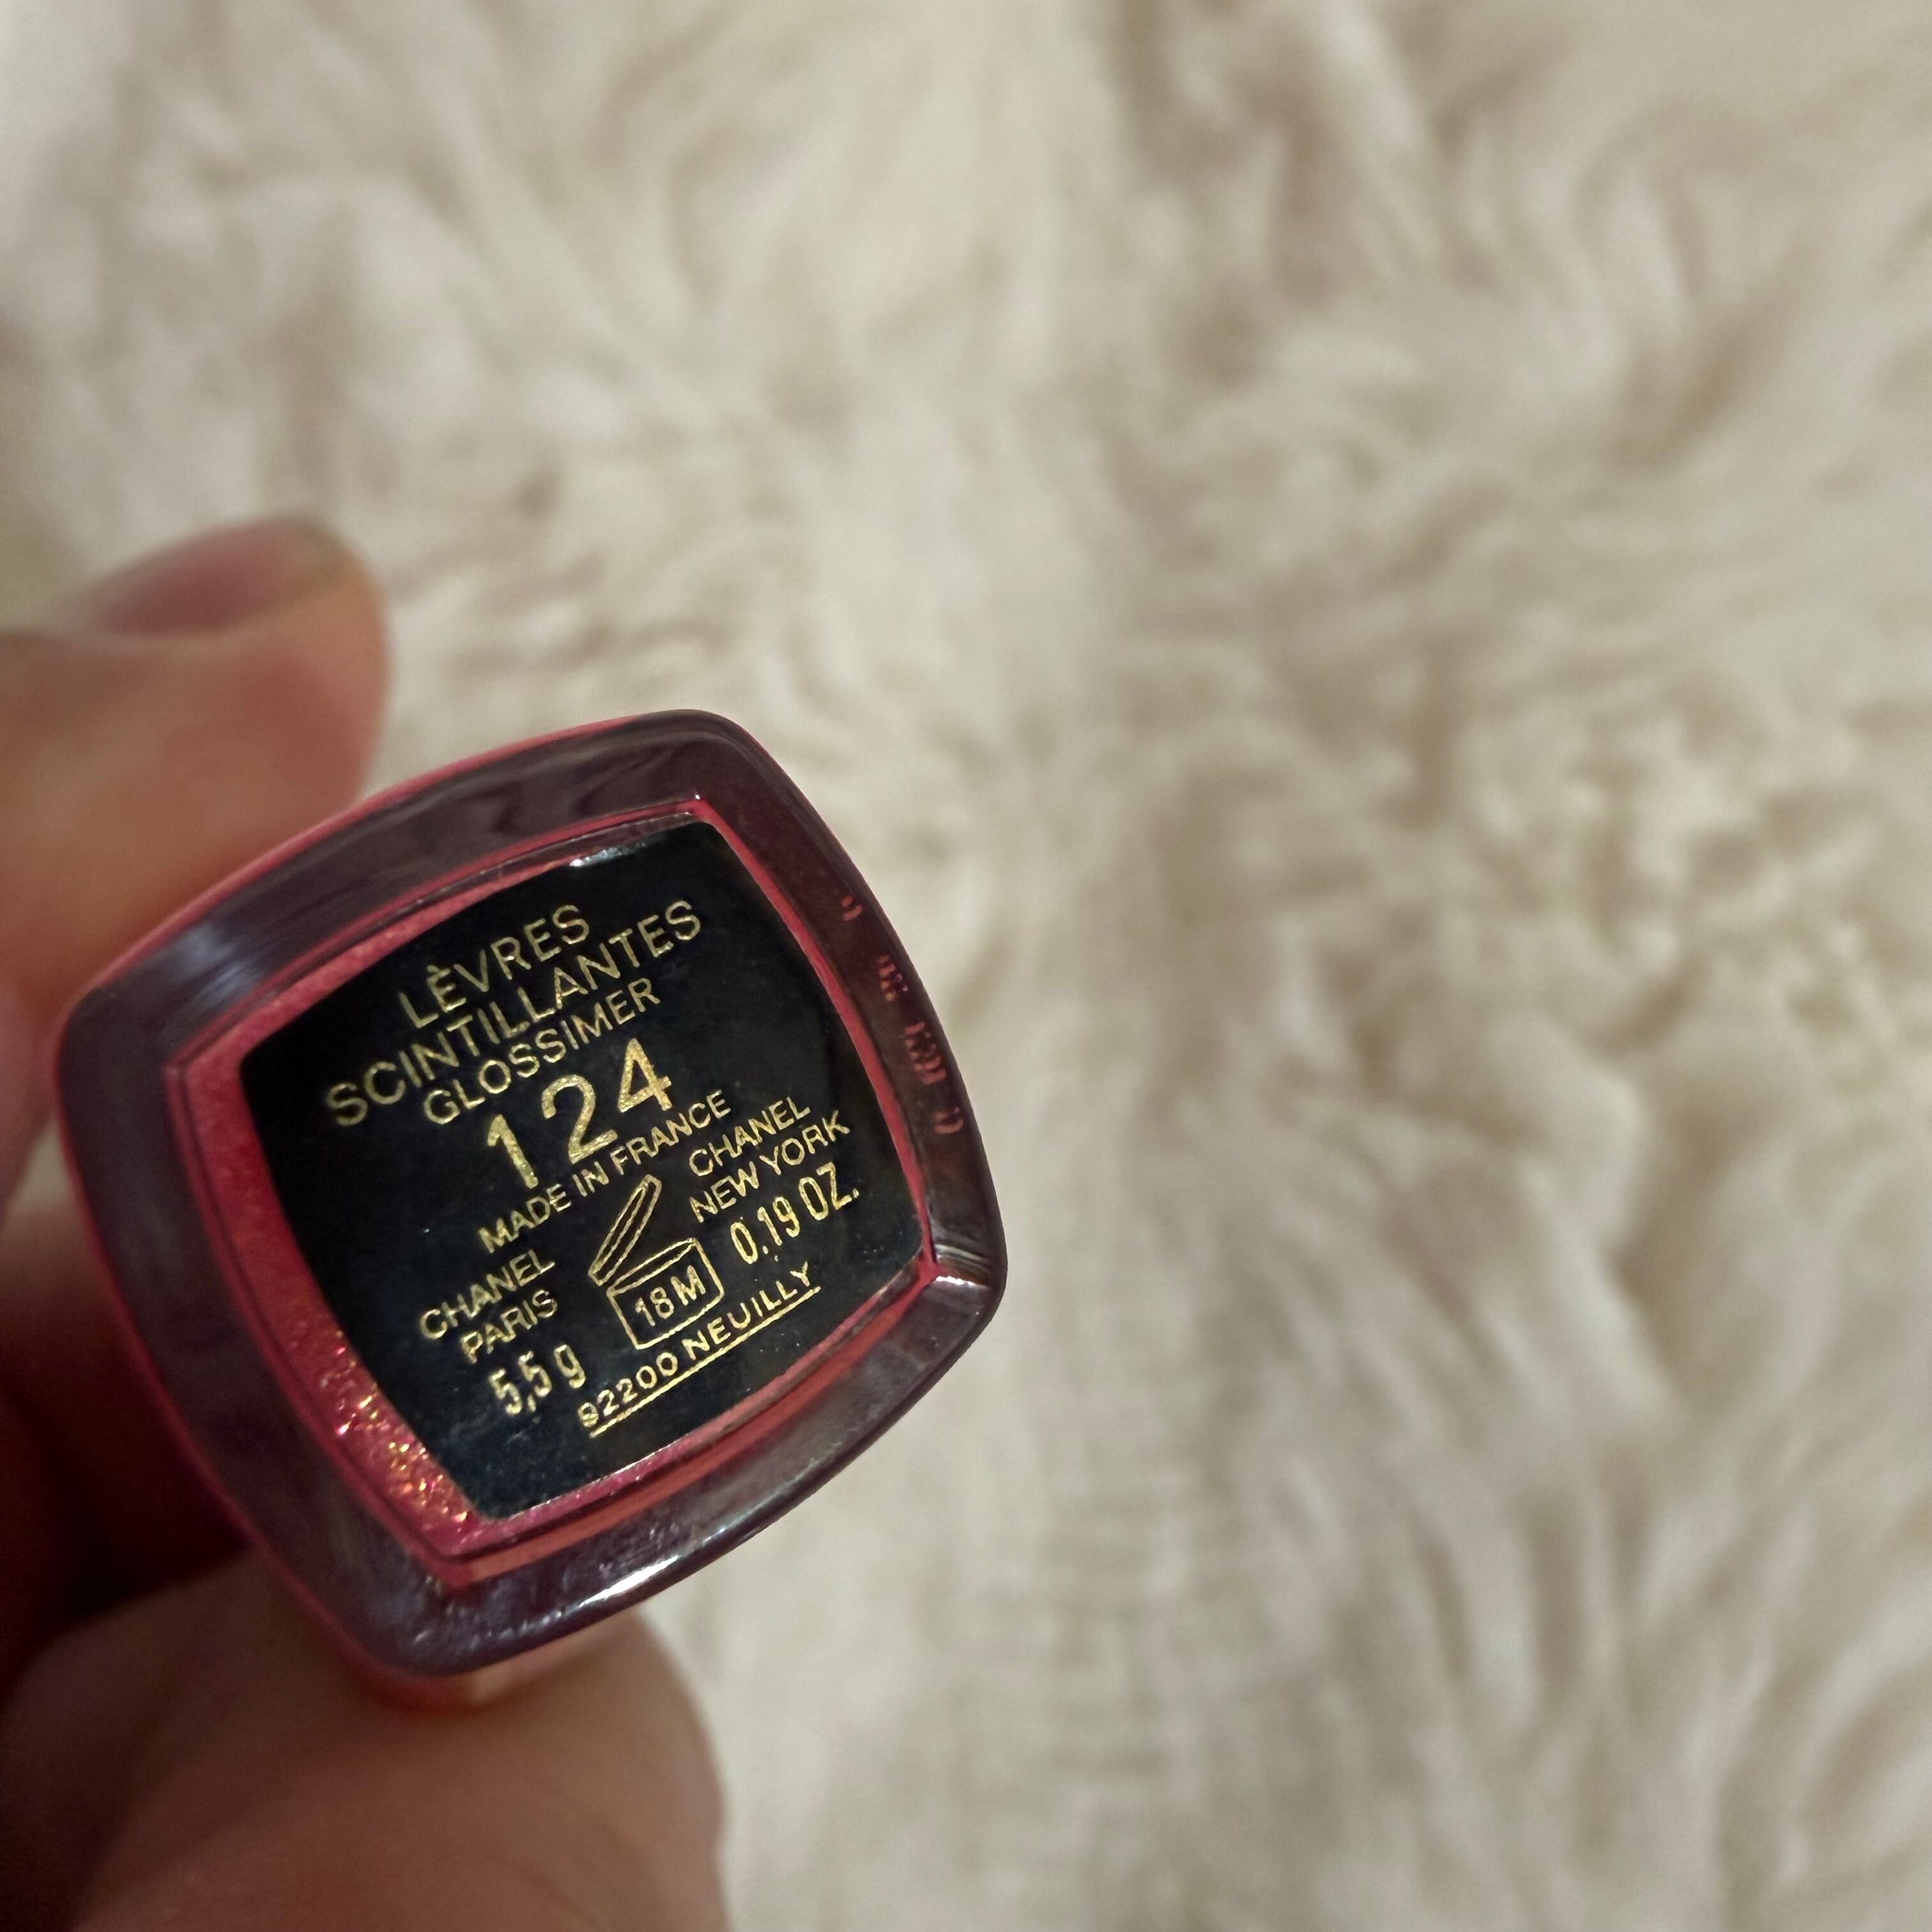 LÈVRES
SCINTILLANTES
GLOSSIMER
124
MADE IN FRANCE
CHANEL
PARIS
5,5 g
18M
CHANEL
NEW YORK
0.19 OZ.
92200 NEUILLY